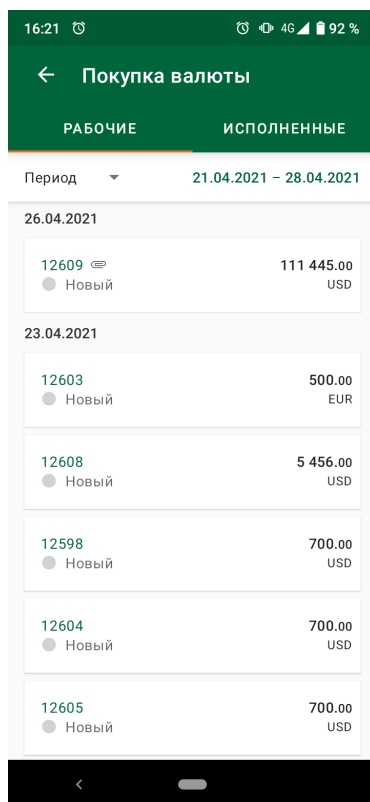 16:21 4G 92 %
Покупка валюты
РАБОЧИЕ ИСПОЛНЕННЫЕ
Период 21.04.2021 – 28.04.2021
26.04.2021
12609 111 445.00
Новый USD
23.04.2021
12603 500.00
Новый EUR
12608 5 456.00
Новый USD
12598 700.00
Новый USD
12604 700.00
Новый USD
12605 700.00
Новый USD